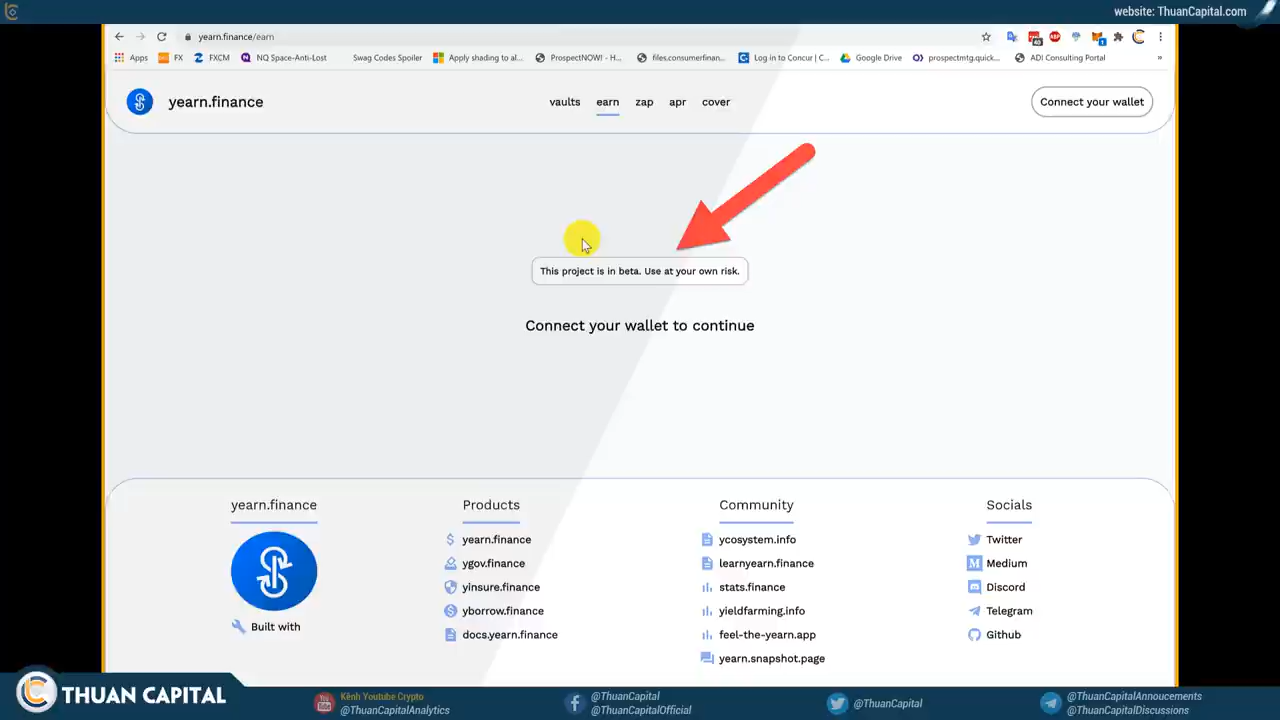 website: ThuanCapital.com
yearn.finance/earn
40
1
Apps
FX
FXCM
NQ Space-Anti-Lost
Swag Codes Spoiler
Apply shading to al...
ProspectNOW! - H...
files.consumerfinan...
Log in to Concur | C...
Google Drive
prospectmtg.quick...
ADI Consulting Portal
»
yearn.finance
vaults
earn
zap
apr
cover
Connect your wallet
This project is in beta. Use at your own risk.
Connect your wallet to continue
yearn.finance
Built with
Products
yearn.finance
ygov.finance
yinsure.finance
yborrow.finance
docs.yearn.finance
Community
ycosystem.info
learnyearn.finance
stats.finance
yieldfarming.info
feel-the-yearn.app
yearn.snapshot.page
Socials
Twitter
Medium
Discord
Telegram
Github
THUAN CAPITAL
Kênh Youtube Crypto
@ThuanCapitalAnalytics
@ThuanCapital
@ThuanCapitalOfficial
@ThuanCapital
@ThuanCapitalAnnoucements
@ThuanCapitalDiscussions